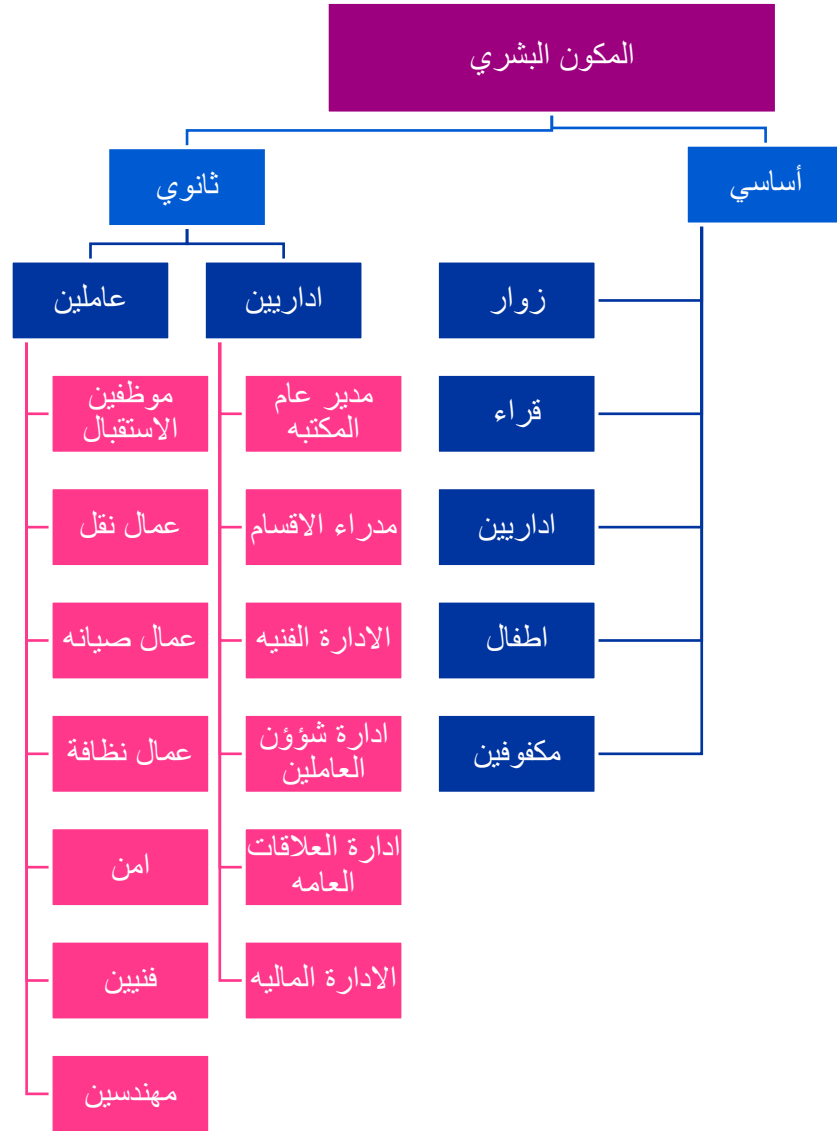 المكون البشري
أساسي
ثانوي
زوار
قراء
اداريين
اطفال
مكفوفين
اداريين
عاملين
مدير عام
المكتبه
مدراء الاقسام
الادارة الفنيه
ادارة شؤؤن
العاملين
ادارة العلاقات
العامه
الادارة الماليه
موظفين
الاستقبال
عمال نقل
عمال صيانه
عمال نظافة
امن
فنيين
مهندسين